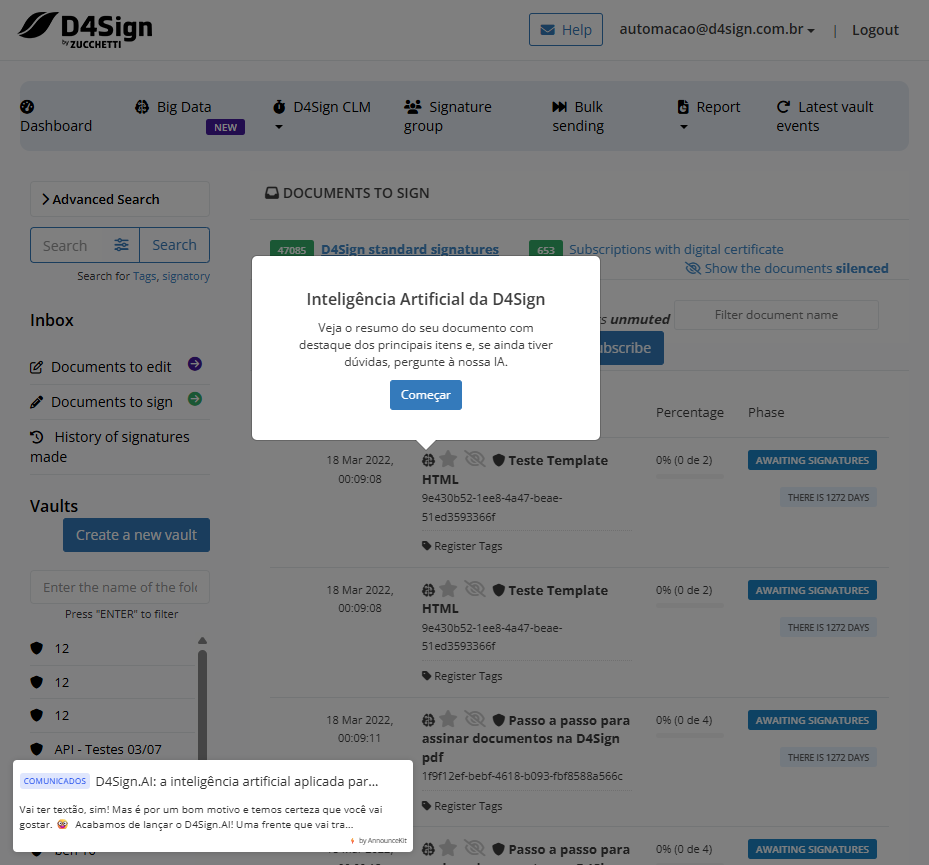 D4Sign
by ZUCCHETTI
Help
automacao@d4sign.com.br
|
Logout
Dashboard
Big Data
NEW
D4Sign CLM
Signature
group
Bulk
sending
Report
Latest vault
events
Advanced Search
Search
Search
Search for Tags, signatory
Inbox
Documents to edit
Documents to sign
History of signatures
made
Vaults
Create a new vault
Enter the name of the fol
Press "ENTER" to filter
12
12
12
API - Testes 03/07
DOCUMENTS TO SIGN
47085
D4Sign standard signatures
653
Subscriptions with digital certificate
Show the documents silenced
unmuted
Filter document name
Inteligência Artificial da D4Sign
Veja o resumo do seu documento com
destaque dos principais itens e, se ainda tiver
dúvidas, pergunte à nossa IA.
Começar
Percentage
Phase
18 Mar 2022,
00:09:08
Teste Template
HTML
9e430b52-1ee8-4a47-beae-
51ed3593366f
Register Tags
0% (0 de 2)
AWAITING SIGNATURES
THERE IS 1272 DAYS
18 Mar 2022,
00:09:08
Teste Template
HTML
9e430b52-1ee8-4a47-beae-
51ed3593366f
Register Tags
0% (0 de 2)
AWAITING SIGNATURES
THERE IS 1272 DAYS
18 Mar 2022,
00:09:11
Passo a passo para
assinar documentos na D4Sign
pdf
1f9f12ef-bebf-4618-b093-fbf8588a566c
Register Tags
0% (0 de 4)
AWAITING SIGNATURES
THERE IS 1272 DAYS
18 Mar 2022,
Passo a passo para
0% (0 de 4)
AWAITING SIGNATURES
COMUNICADOS
D4Sign.AI: a inteligência artificial aplicada par...
Vai ter textão, sim! Mas é por um bom motivo e temos certeza que você vai
gostar. 🤯 Acabamos de lançar o D4Sign.AI! Uma frente que vai tra...
by AnnounceKit